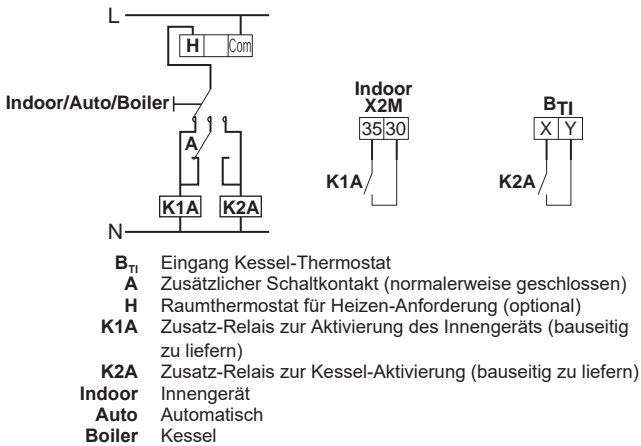 L
H Com
Indoor/Auto/Boiler
A
K1A K2A
N
Indoor
X2M
35 30
K1A
BTI
X Y
K2A
BTI Eingang Kessel-Thermostat
A Zusätzlicher Schaltkontakt (normalerweise geschlossen)
H Raumthermostat für Heizen-Anforderung (optional)
K1A Zusatz-Relais zur Aktivierung des Innengeräts (bauseitig
zu liefern)
K2A Zusatz-Relais zur Kessel-Aktivierung (bauseitig zu liefern)
Indoor Innengerät
Auto Automatisch
Boiler Kessel